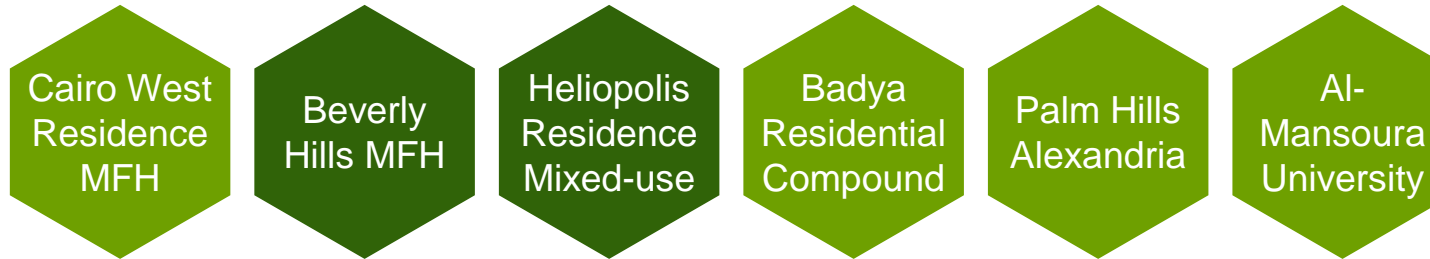 Cairo West
Residence
MFH
Beverly
Hills MFH
Heliopolis
Residence
Mixed-use
Badya
Residential
Compound
Palm Hills
Alexandria
Al-
Mansoura
University